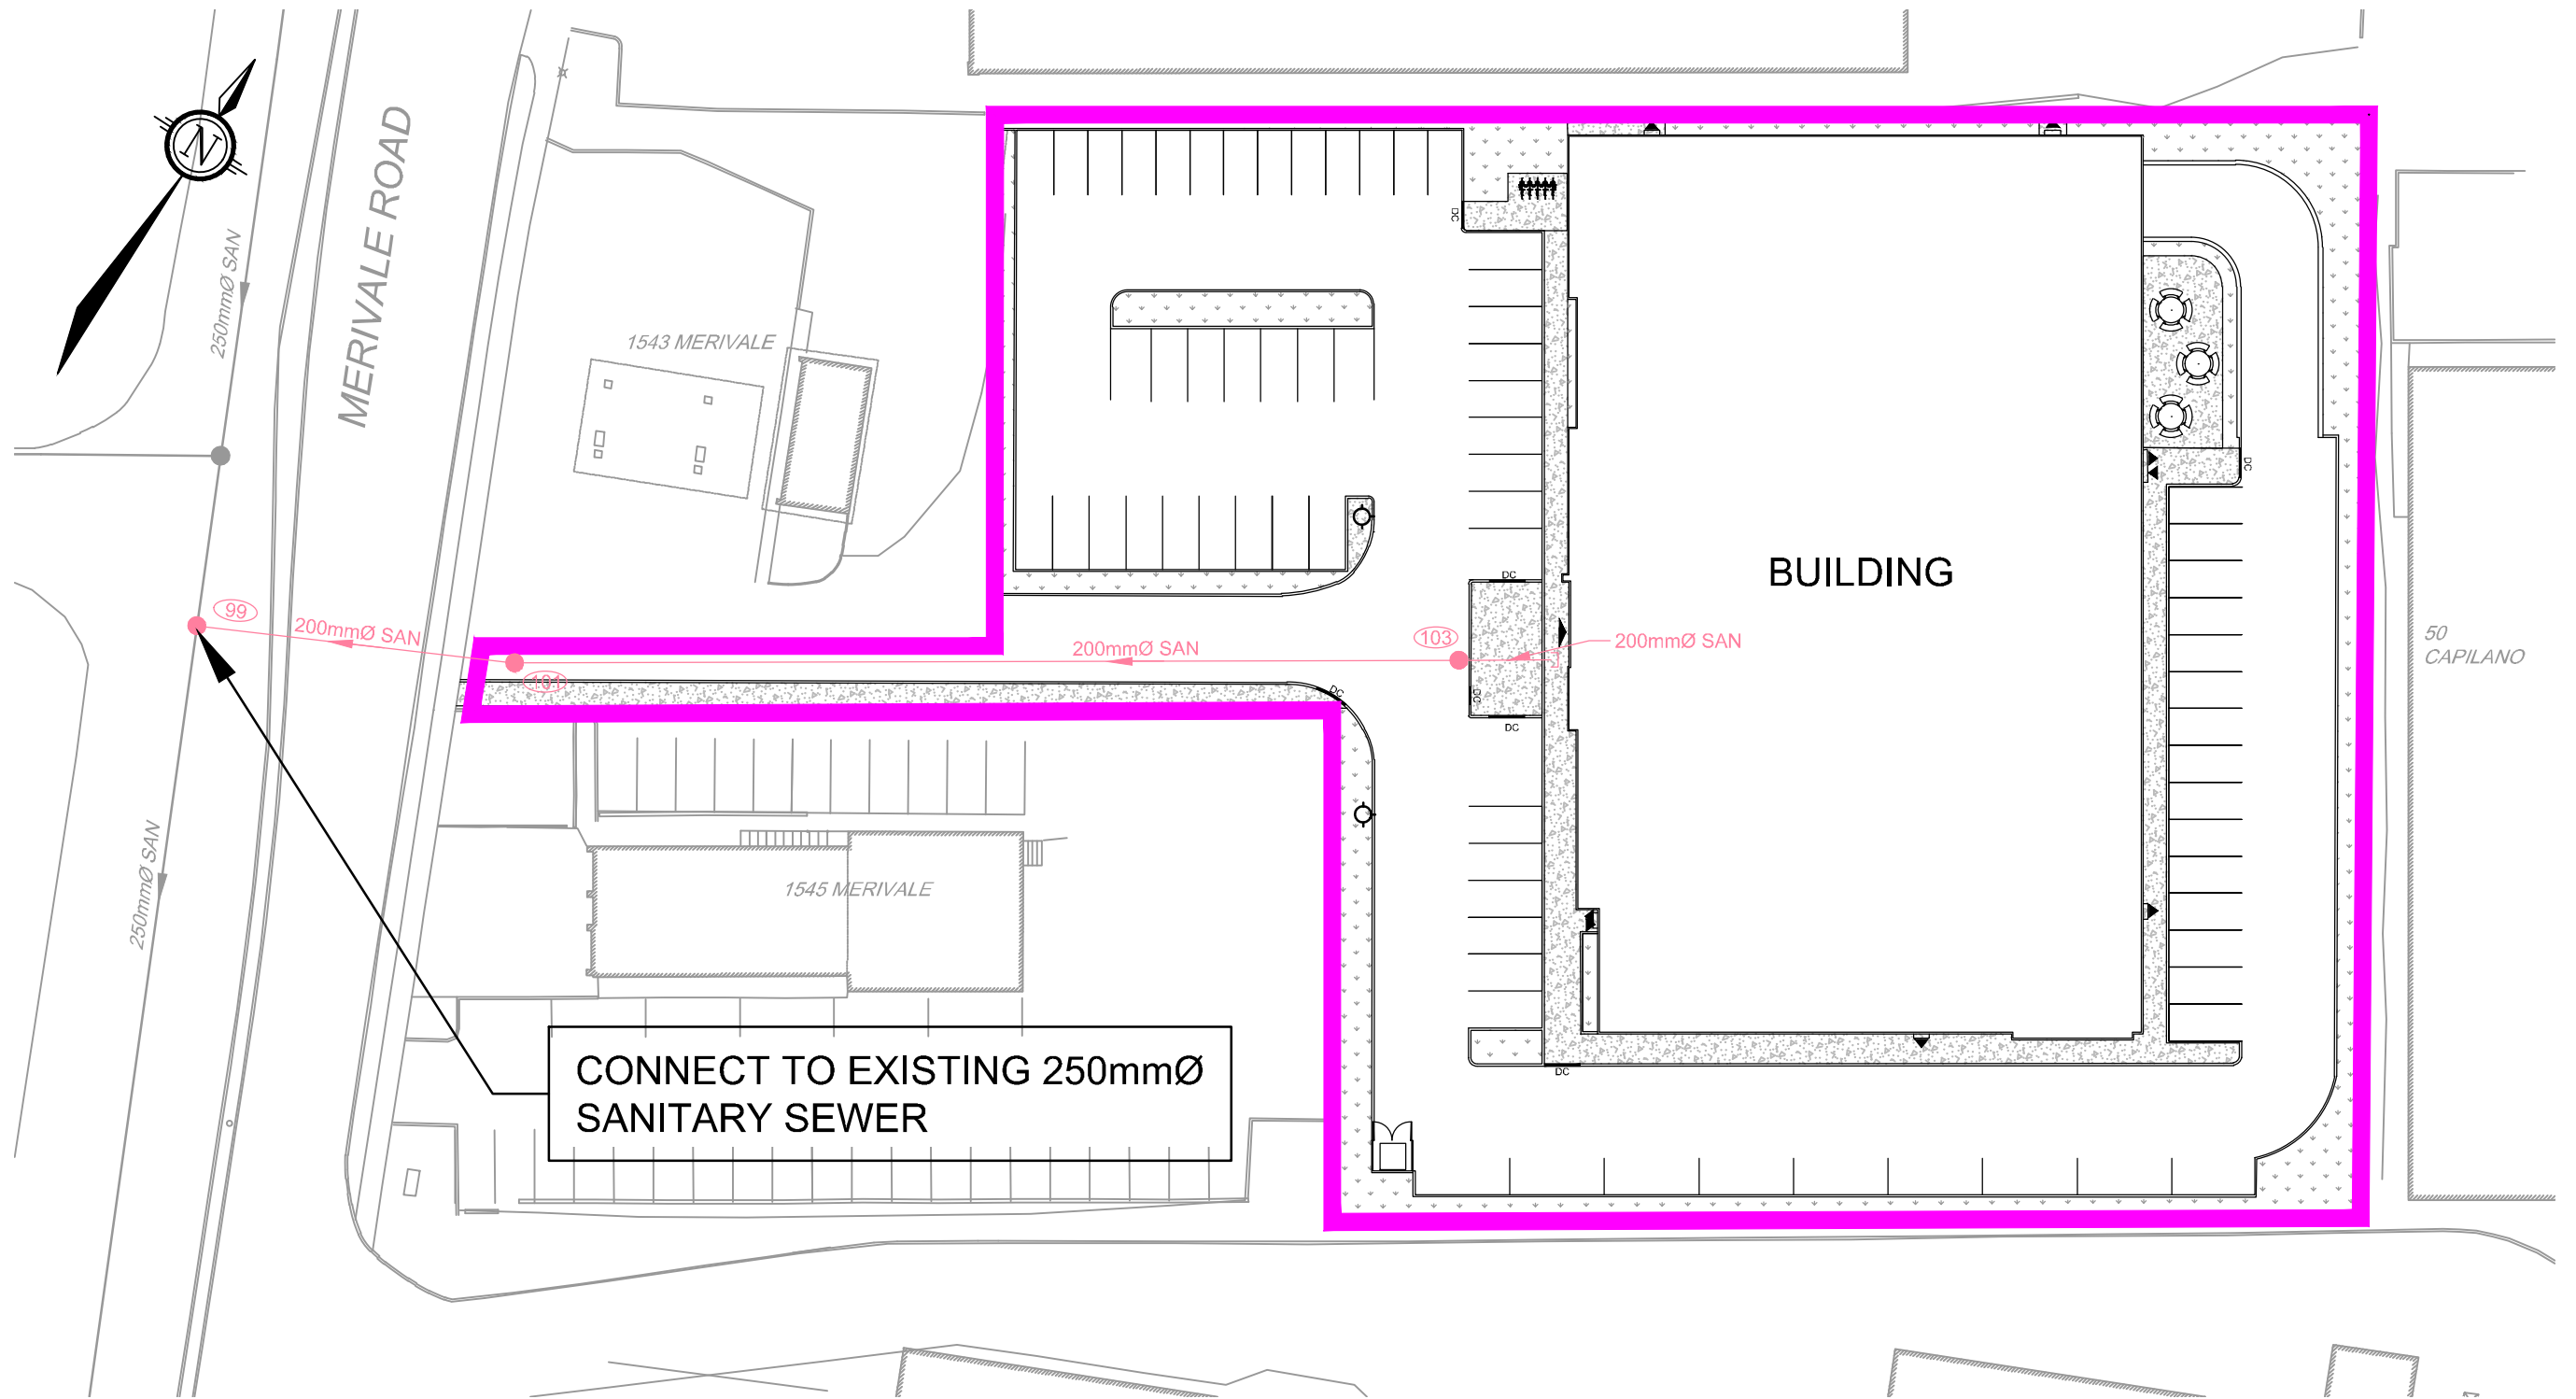 N
MERIVALE ROAD
250mmØ SAN
DC
1543 MERIVALE
DC
BUILDING
DC
99
200mmØ SAN
103
200mmØ SAN
200mmØ SAN
101
50
CAPILANO
DC
DC
DC
250mmØ SAN
1545 MERIVALE
CONNECT TO EXISTING 250mmØ
SANITARY SEWER
DC